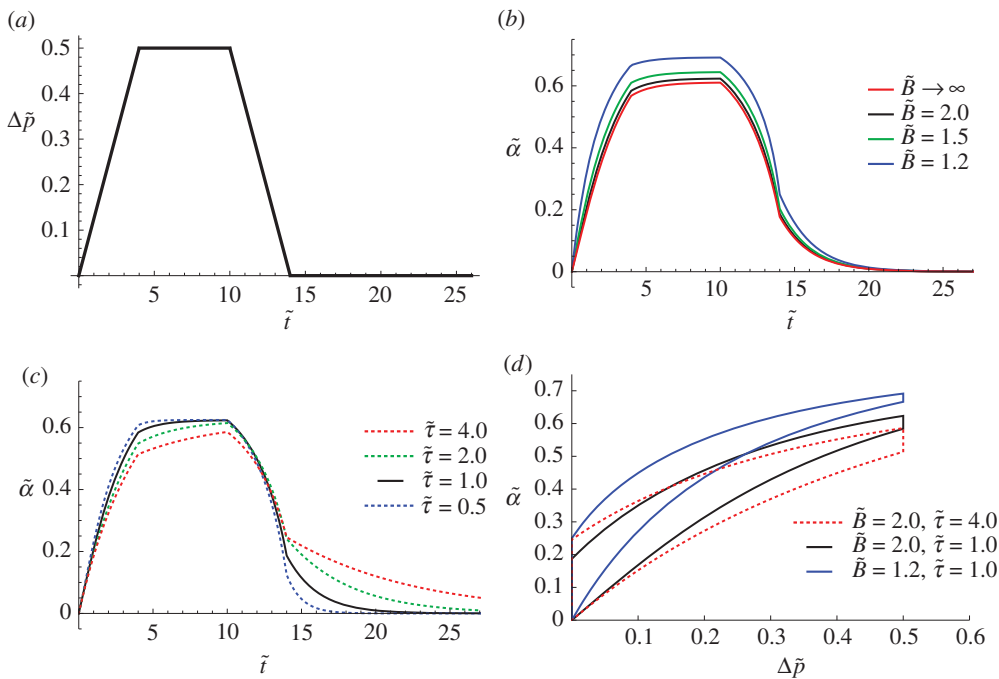 (a)
0.5
0.4
Δp̃
0.2
0.1
5 10 15 20 25
t̃
(b)
0.6
0.4
α̃
0.2
0
5 10 15 20 25
t̃
B̃ → ∞
B̃ = 2.0
B̃ = 1.5
B̃ = 1.2
(c)
0.6
0.4
α̃
0.2
0
5 10 15 20 25
t̃
τ̃ = 4.0
τ̃ = 2.0
τ̃ = 1.0
τ̃ = 0.5
(d)
0.7
0.6
0.5
α̃ 0.4
0.3
0.2
0.1
0
0.1 0.2 0.3 0.4 0.5 0.6
Δp̃
B̃ = 2.0, τ̃ = 4.0
B̃ = 2.0, τ̃ = 1.0
B̃ = 1.2, τ̃ = 1.0